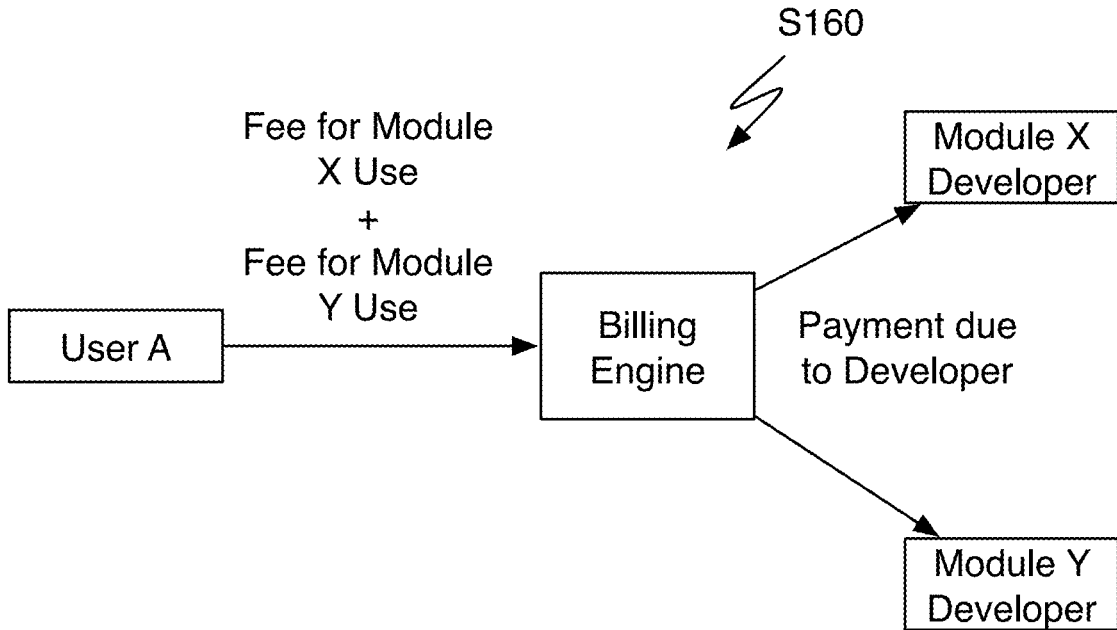 S160
Fee for Module
X Use
+
Fee for Module
Y Use
User A
Billing
Engine
Module X
Developer
Payment due
to Developer
Module Y
Developer